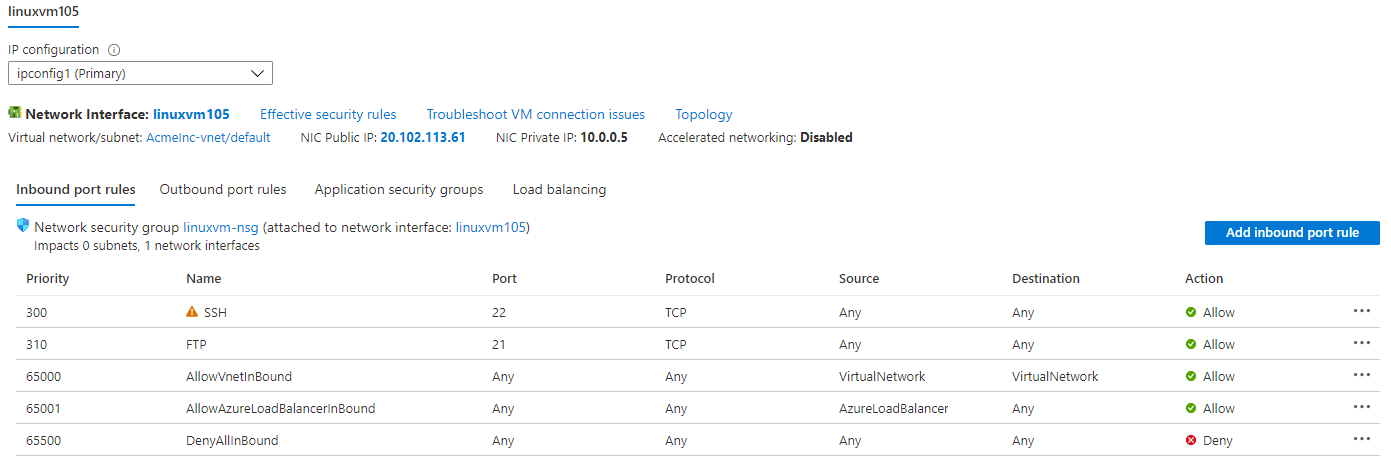 linuxvm105
IP configuration
ipconfig1 (Primary)
Network Interface: linuxvm105 Effective security rules Troubleshoot VM connection issues Topology
Virtual network/subnet: AcmeInc-vnet/default NIC Public IP: 20.102.113.61 NIC Private IP: 10.0.0.5 Accelerated networking: Disabled
Inbound port rules Outbound port rules Application security groups Load balancing
Network security group linuxvm-nsg (attached to network interface: linuxvm105)
Impacts 0 subnets, 1 network interfaces
Add inbound port rule
Priority Name Port Protocol Source Destination Action
300 SSH 22 TCP Any Any Allow
310 FTP 21 TCP Any Any Allow
65000 AllowVnetInBound Any Any VirtualNetwork VirtualNetwork Allow
65001 AllowAzureLoadBalancerInBound Any Any AzureLoadBalancer Any Allow
65500 DenyAllInBound Any Any Any Any Deny